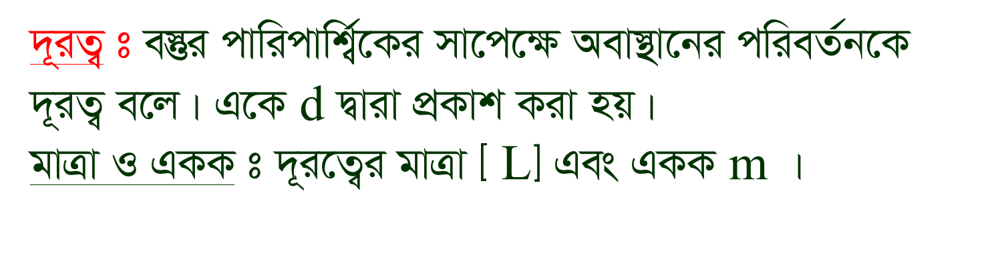 দূরত্ব ঃ বস্তুর পারিপার্শ্বিকের সাপেক্ষে অবাস্থানের পরিবর্তনকে
দূরত্ব বলে। একে d দ্বারা প্রকাশ করা হয়।
মাত্রা ও একক ঃ দূরত্বের মাত্রা [ L] এবং একক m ।